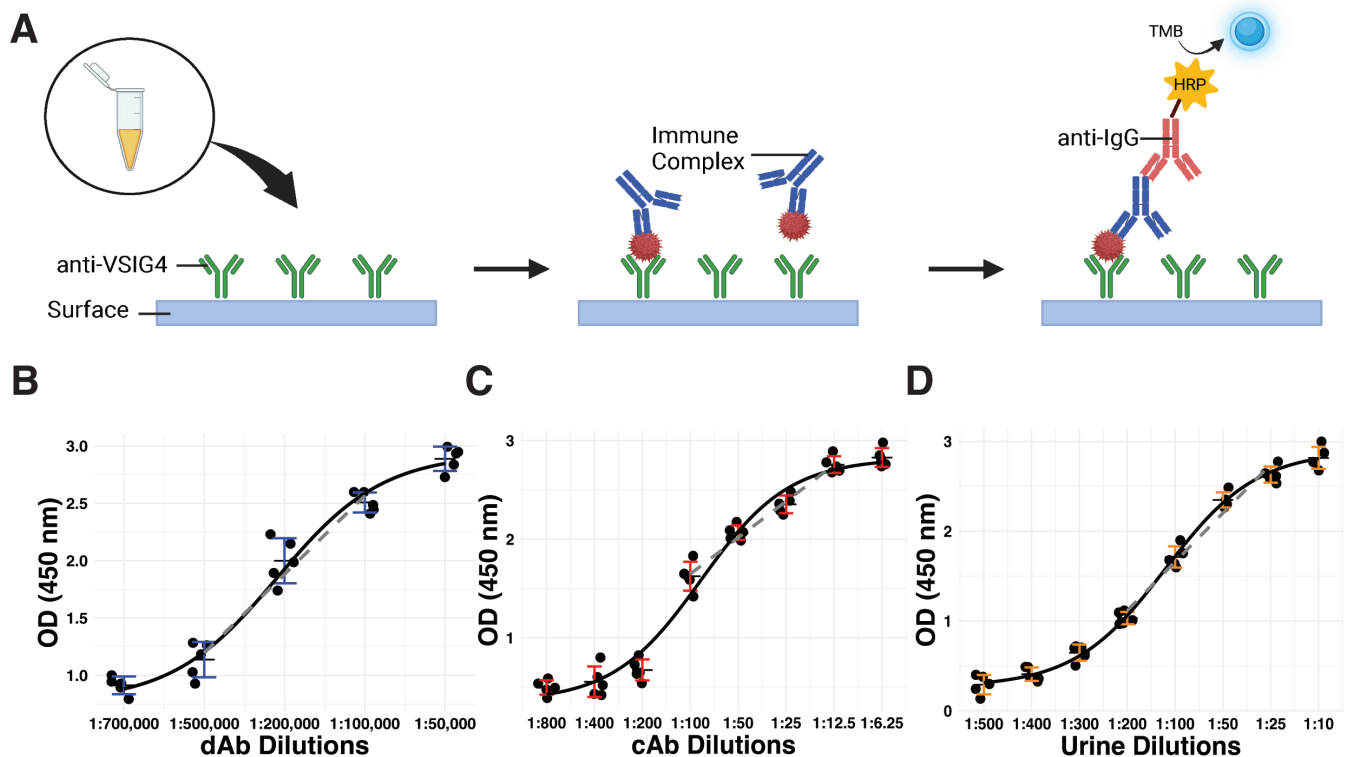 A
TMB
HRP
Immune
Complex
anti-IgG
anti-VSIG4
Surface
B
C
D
OD (450 nm)
3.0
2.5
2.0
1.5
1.0
1:700,000 1:500,000 1:200,000 1:100,000 1:50,000
dAb Dilutions
OD (450 nm)
3
2
1
1:800 1:400 1:200 1:100 1:50 1:25 1:12.5 1:6.25
cAb Dilutions
OD (450 nm)
3
2
1
0
1:500 1:400 1:300 1:200 1:100 1:50 1:25 1:10
Urine Dilutions